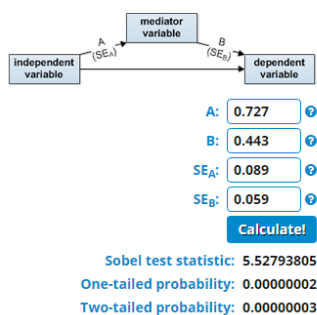 mediator
variable
A
(SEA)
B
(SEB)
independent
variable
dependent
variable
A: 0.727 ?
B: 0.443 ?
SEA: 0.089 ?
SEB: 0.059 ?
Calculate!
Sobel test statistic: 5.52793805
One-tailed probability: 0.00000002
Two-tailed probability: 0.00000003